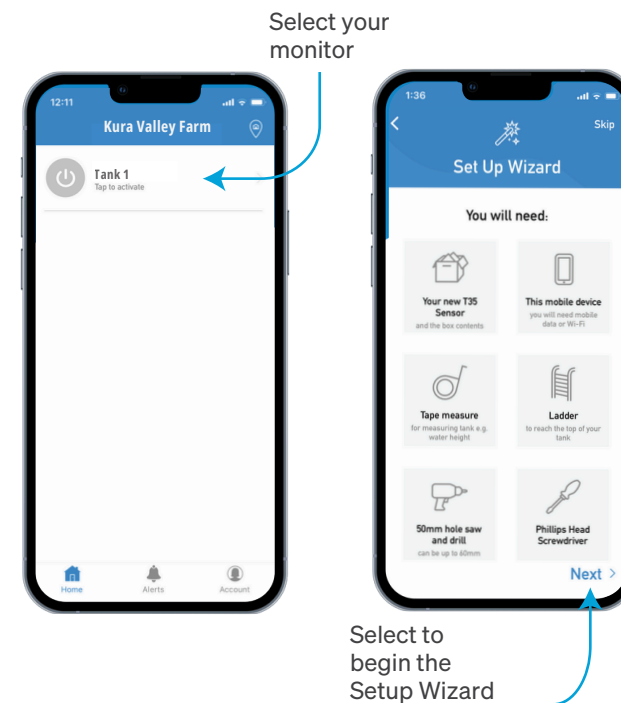 Select your
monitor
12:11
Kura Valley Farm
Tank 1
Tap to activate
Home
Alerts
Account
1:36
Skip
Set Up Wizard
You will need:
Your new T35
Sensor
and the box contents
This mobile device
you will need mobile
data or Wi-Fi
Tape measure
for measuring tank e.g.
water height
Ladder
to reach the top of your
tank
50mm hole saw
and drill
can be up to 60mm
Phillips Head
Screwdriver
Next >
Select to
begin the
Setup Wizard